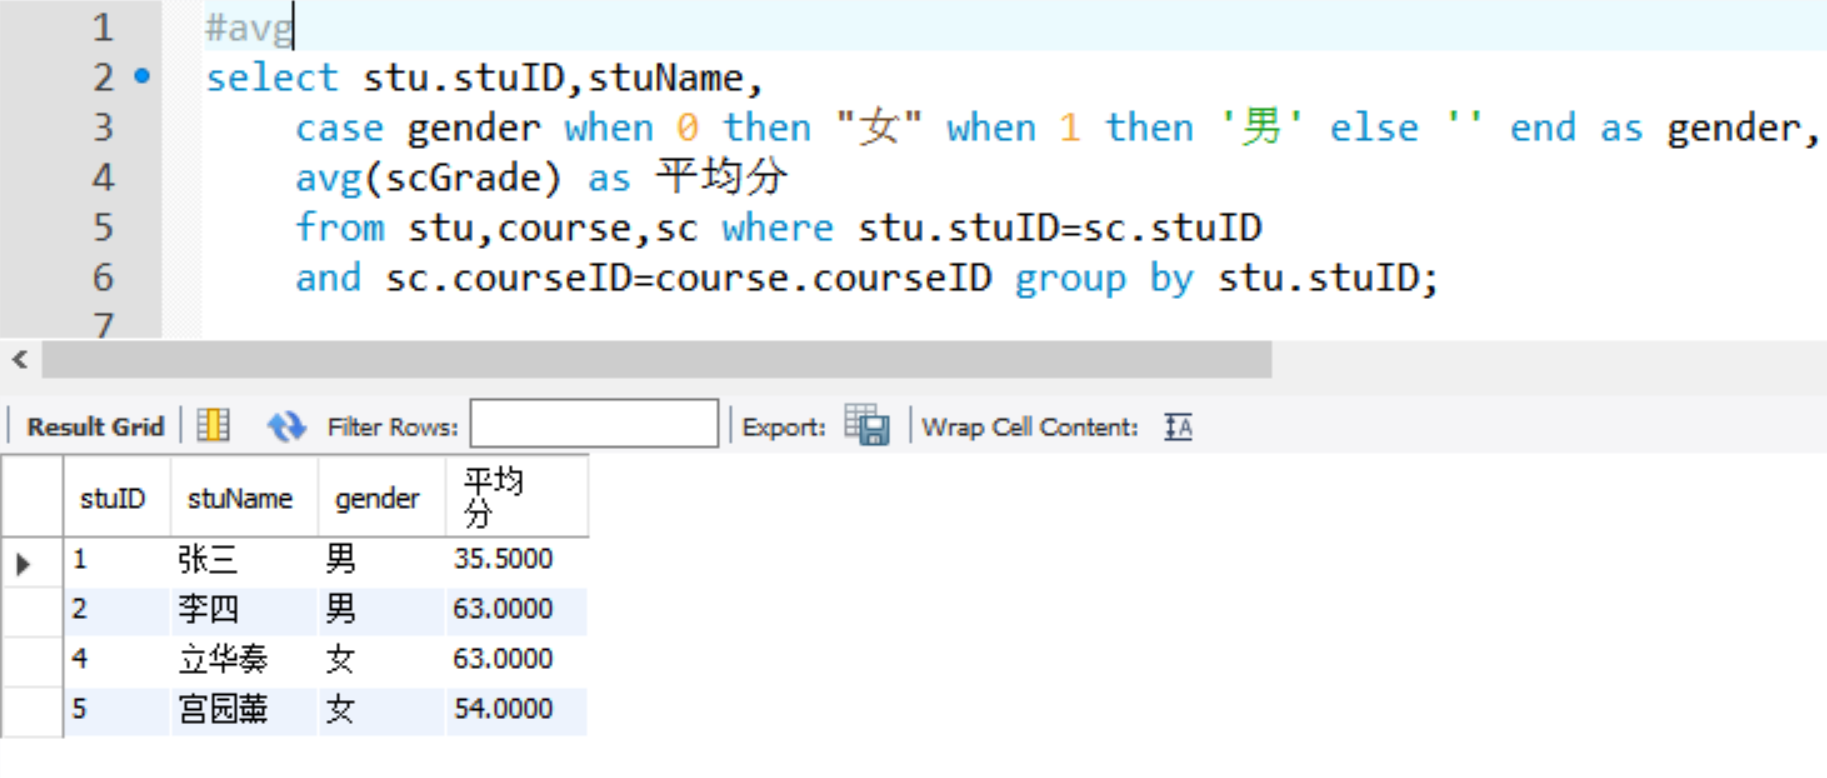 1 #avg
2 select stu.stuID,stuName,
3 case gender when 0 then "女" when 1 then '男' else '' end as gender,
4 avg(scGrade) as 平均分
5 from stu,course,sc where stu.stuID=sc.stuID
6 and sc.courseID=course.courseID group by stu.stuID;
7
Result Grid Filter Rows: Export: Wrap Cell Content: IA
stuID stuName gender 平均
分
1 张三 男 35.5000
2 李四 男 63.0000
4 立华奏 女 63.0000
5 宫园薰 女 54.0000